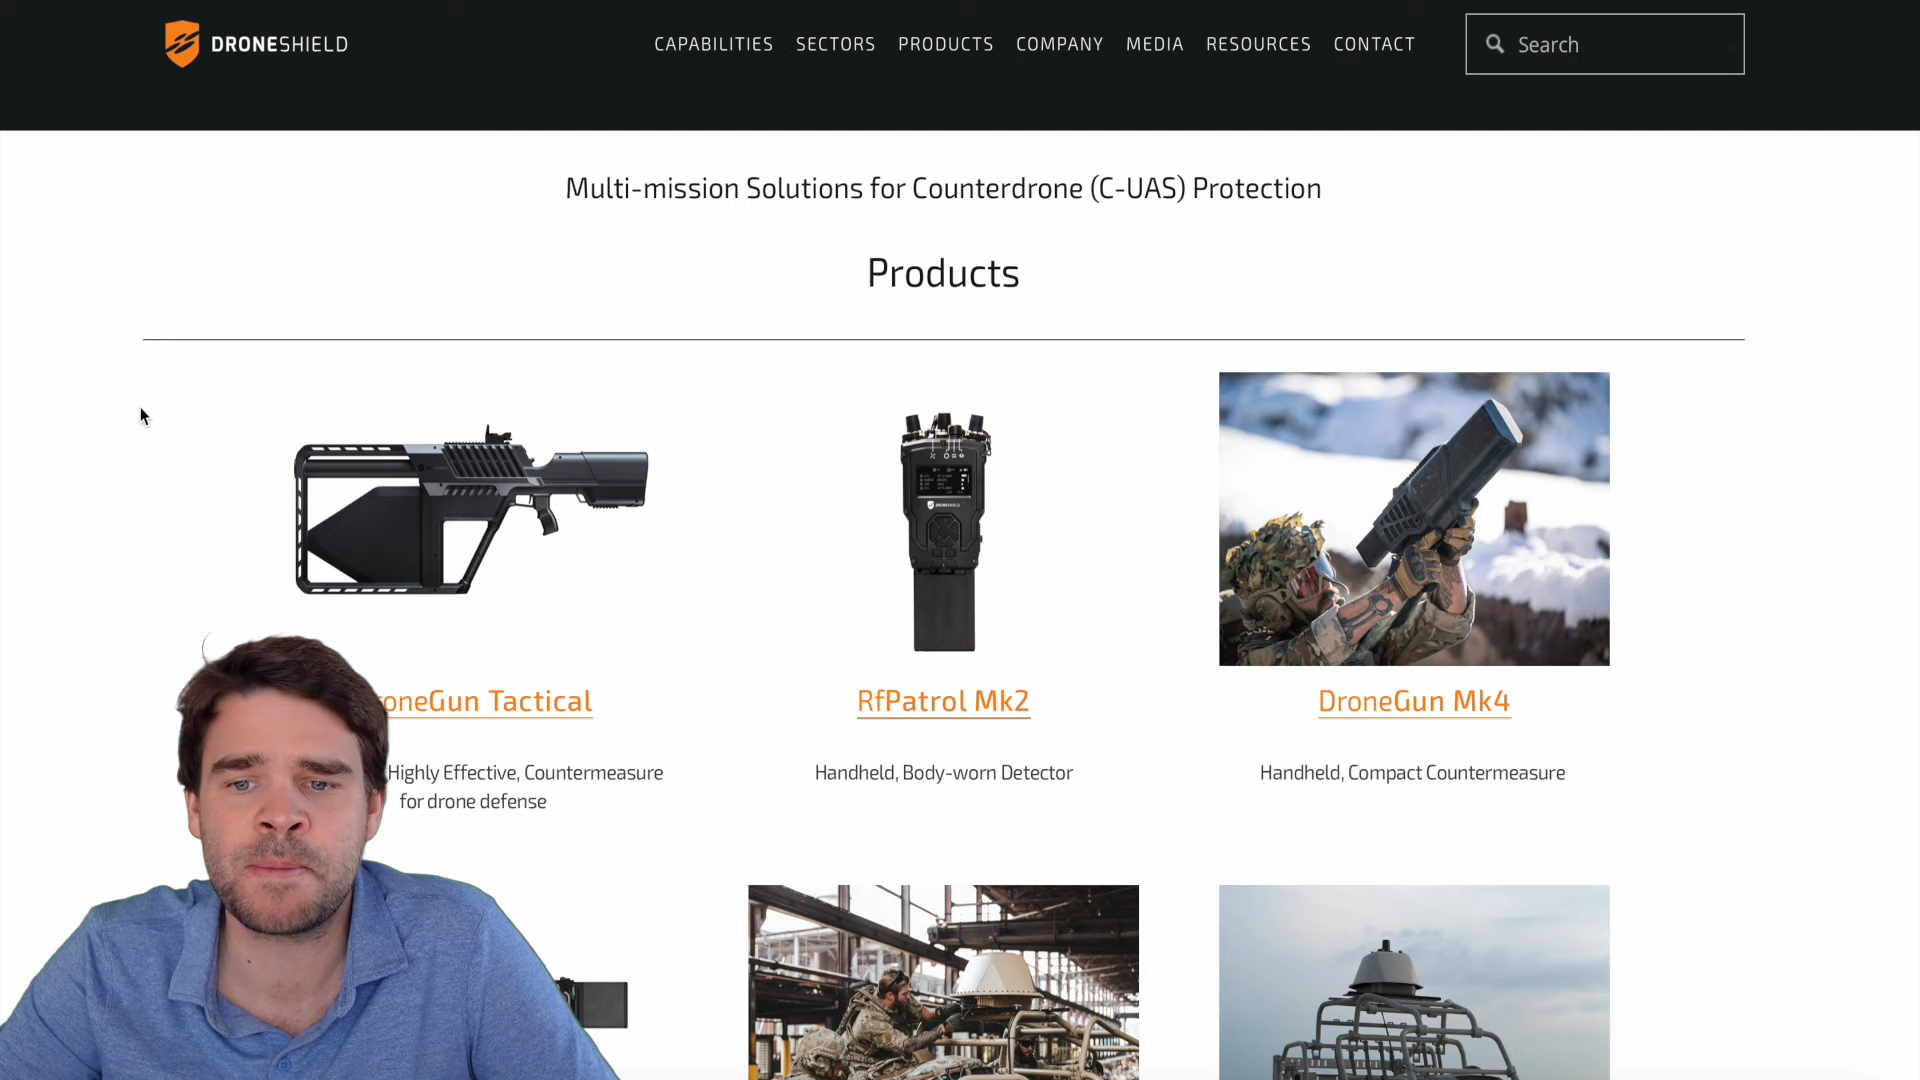 DRONESHIELD
CAPABILITIES SECTORS PRODUCTS COMPANY MEDIA RESOURCES CONTACT
Search
Multi-mission Solutions for Counterdrone (C-UAS) Protection
Products
oneGun Tactical
Highly Effective, Countermeasure
for drone defense
RfPatrol Mk2
Handheld, Body-worn Detector
DroneGun Mk4
Handheld, Compact Countermeasure